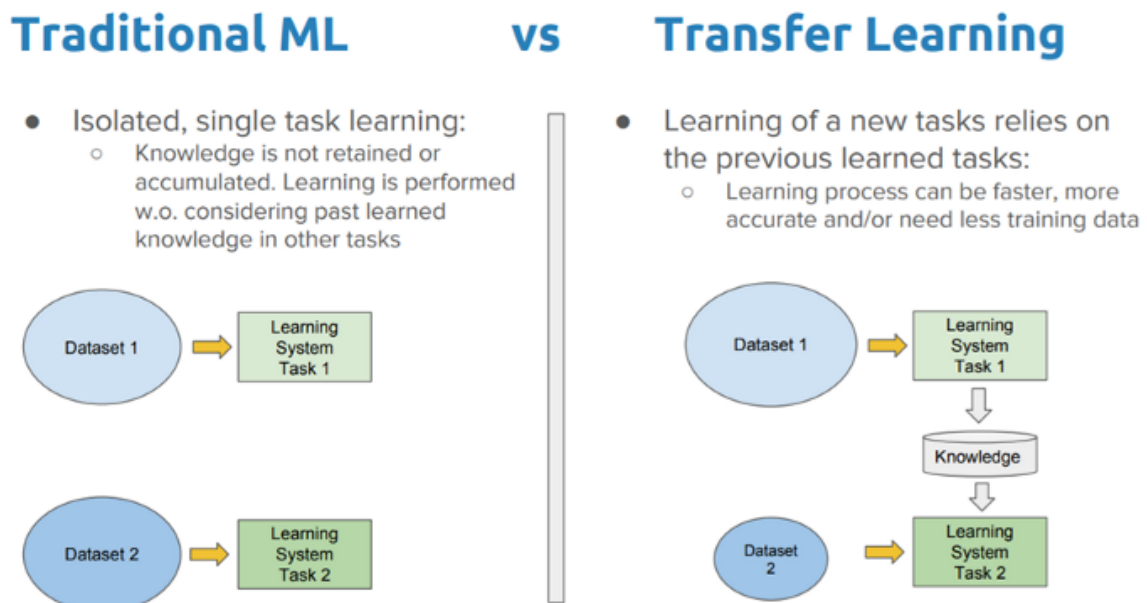 Traditional ML vs Transfer Learning
● Isolated, single task learning:
○ Knowledge is not retained or
accumulated. Learning is performed
w.o. considering past learned
knowledge in other tasks
Dataset 1
Learning
System
Task 1
Dataset 2
Learning
System
Task 2
● Learning of a new tasks relies on
the previous learned tasks:
○ Learning process can be faster, more
accurate and/or need less training data
Dataset 1
Learning
System
Task 1
Knowledge
Dataset
2
Learning
System
Task 2